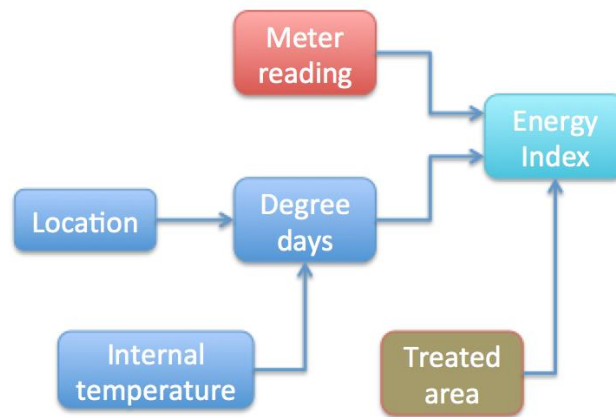 Meter
reading
Energy
Index
Location
Degree
days
Internal
temperature
Treated
area